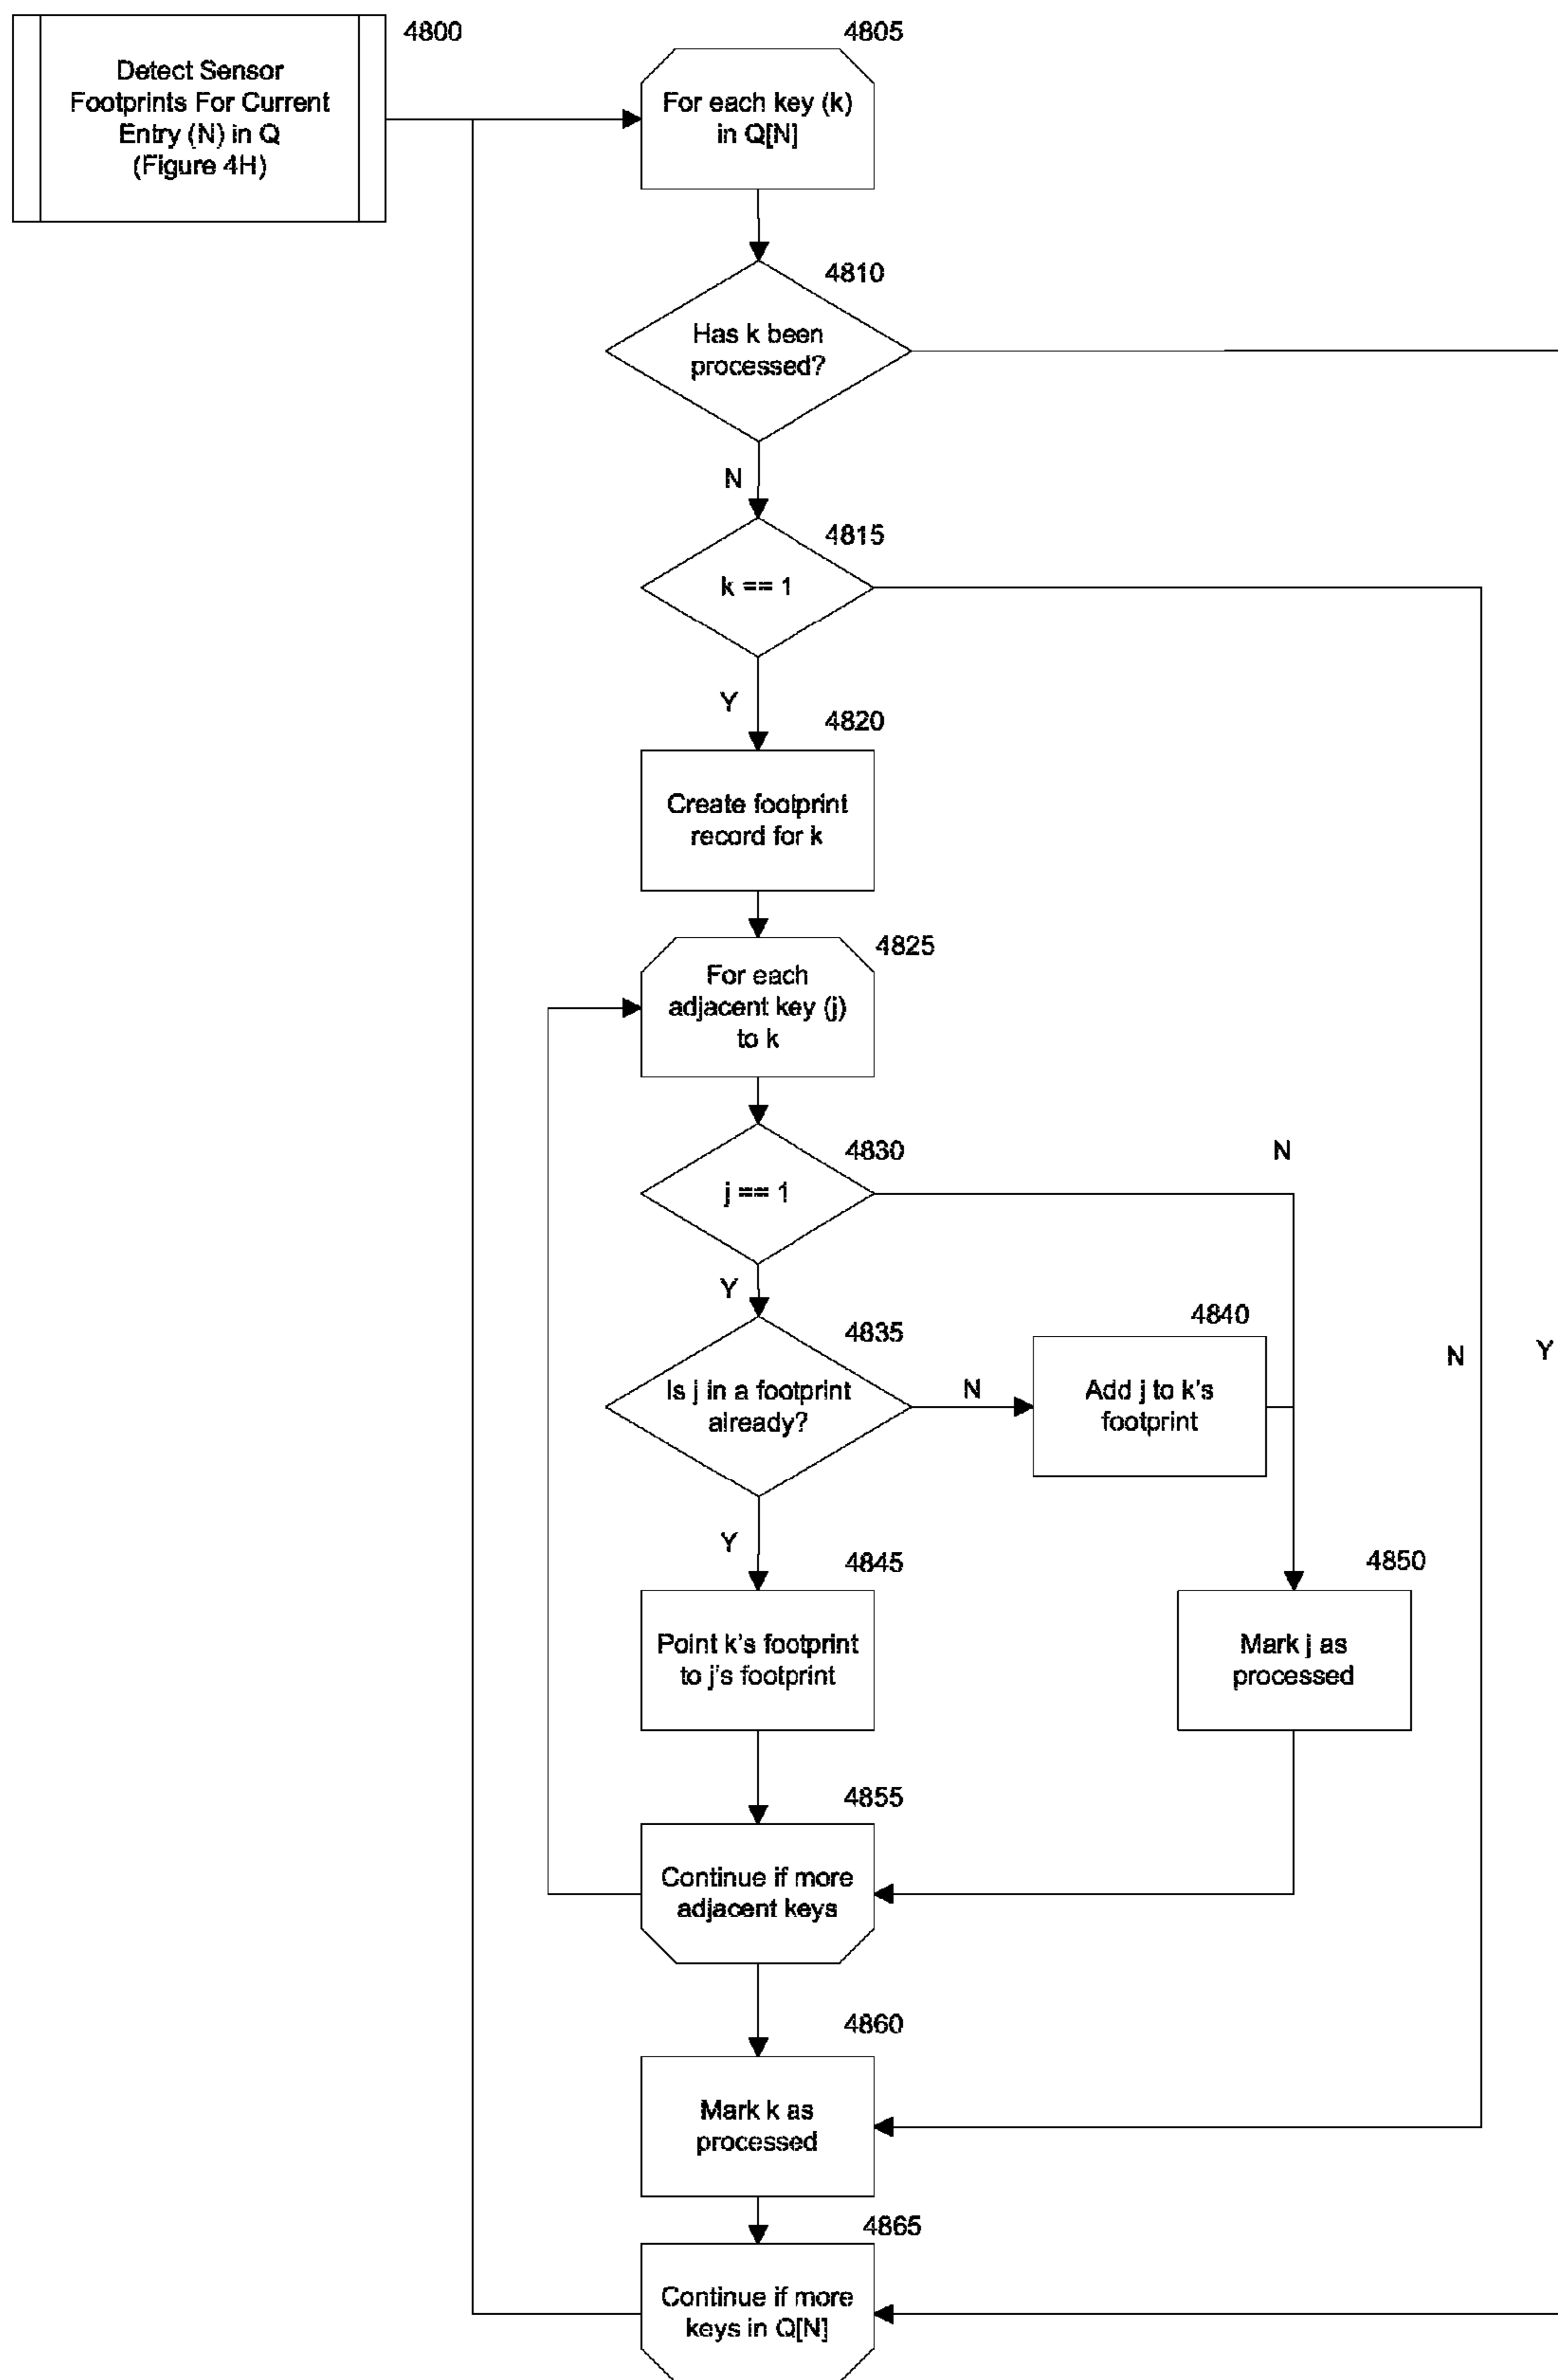 4800
Detect Sensor
Footprints For Current
Entry (N) in Q
(Figure 4H)
4805
For each key (k)
in Q[N]
4810
Has k been
processed?
N
4815
k == 1
Y
4820
Create footprint
record for k
4825
For each
adjacent key (j)
to k
4830
j == 1
N
Y
4835
Is j in a footprint
already?
N
4840
Add j to k's
footprint
N
Y
Y
4845
Point k's footprint
to j's footprint
4850
Mark j as
processed
4855
Continue if more
adjacent keys
4860
Mark k as
processed
4865
Continue if more
keys in Q[N]